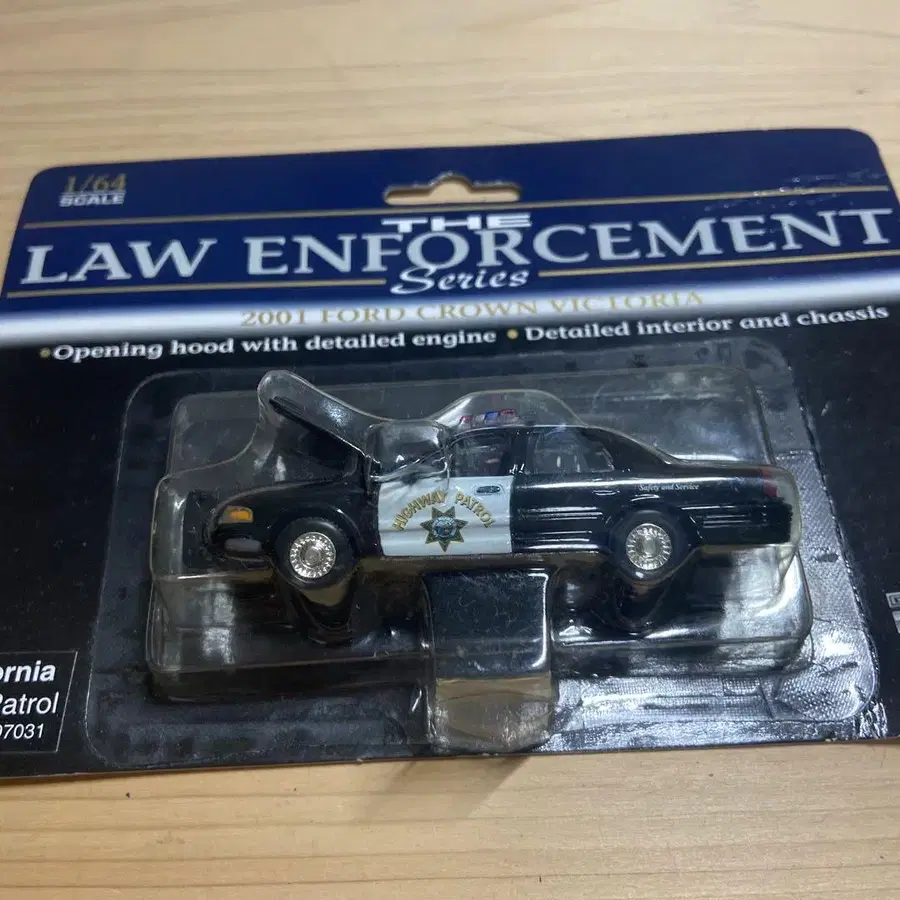 1/64
SCALE
THE
LAW ENFORCEMENT
Series
2001 FORD CROWN VICTORIA
•Opening hood with detailed engine • Detailed interior and chassis
HIGHWAY PATROL
Safety and Service
ornia
Patrol
97031